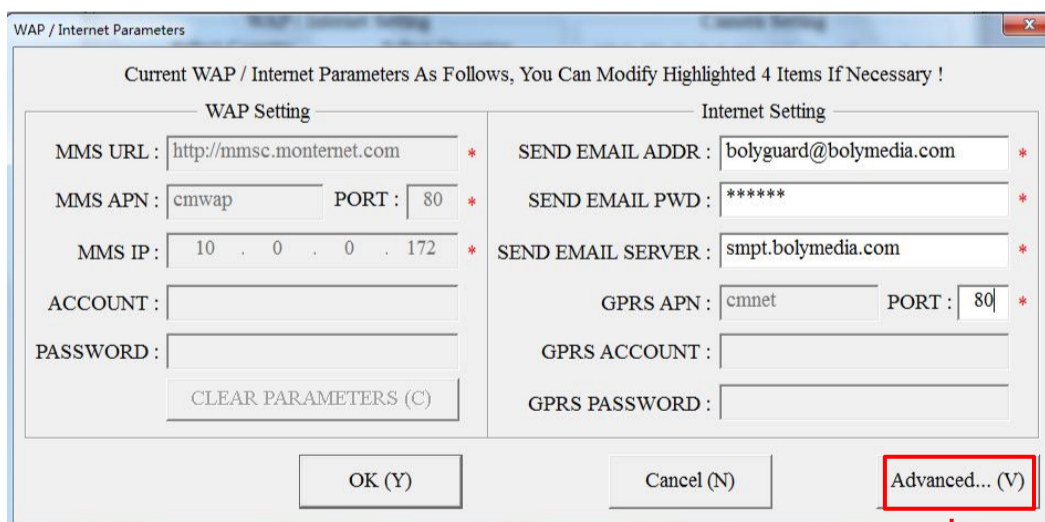 WAP / Internet Parameters
Current WAP / Internet Parameters As Follows, You Can Modify Highlighted 4 Items If Necessary !
WAP Setting
MMS URL : http://mmsc.monternet.com *
MMS APN : cmwap PORT : 80 *
MMS IP : 10 . 0 . 0 . 172 *
ACCOUNT :
PASSWORD :
CLEAR PARAMETERS (C)
Internet Setting
SEND EMAIL ADDR : bolyguard@bolymedia.com *
SEND EMAIL PWD : ****** *
SEND EMAIL SERVER : smpt.bolymedia.com *
GPRS APN : cmnet PORT : 80 *
GPRS ACCOUNT :
GPRS PASSWORD :
OK (Y)
Cancel (N)
Advanced... (V)